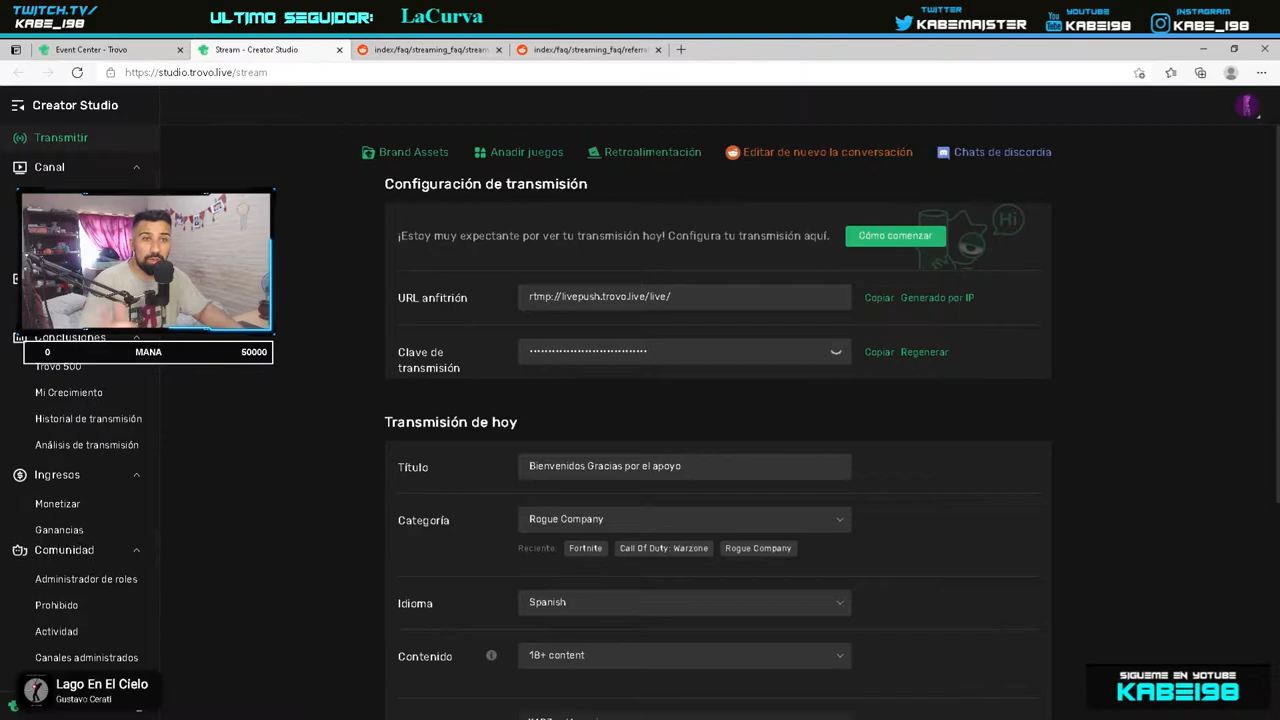 TWITCH.TV/
KABE_198
ULTIMO SEGUIDOR:
LaCurva
TWITTER
KABEMAISTER
You
Tube
YOUTUBE
KABE198
INSTAGRAM
KABE_198
Event Center - Trovo
Stream - Creator Studio
index/faq/streaming_faq/stream
index/faq/streaming_faq/referra
https://studio.trovo.live/stream
Creator Studio
Transmitir
Canal
Conclusiones
Trovo 500
Mi Crecimiento
Historial de transmisión
Análisis de transmisión
Ingresos
Monetizar
Ganancias
Comunidad
Administrador de roles
Prohibido
Actividad
Canales administrados
0 MANA 50000
Brand Assets
Anadir juegos
Retroalimentación
Editar de nuevo la conversación
Chats de discordia
Configuración de transmisión
¡Estoy muy expectante por ver tu transmisión hoy! Configura tu transmisión aquí.
Cómo comenzar
Hi
URL anfitrión
rtmp://livepush.trovo.live/live/
Copiar Generado por IP
Clave de
transmisión
Copiar Regenerar
Transmisión de hoy
Título
Bienvenidos Gracias por el apoyo
Categoría
Rogue Company
Reciente: Fortnite Call Of Duty: Warzone Rogue Company
Idioma
Spanish
Contenido
18+ content
Lago En El Cielo
Gustavo Cerati
SIGUEME EN YOUTUBE
KABE198